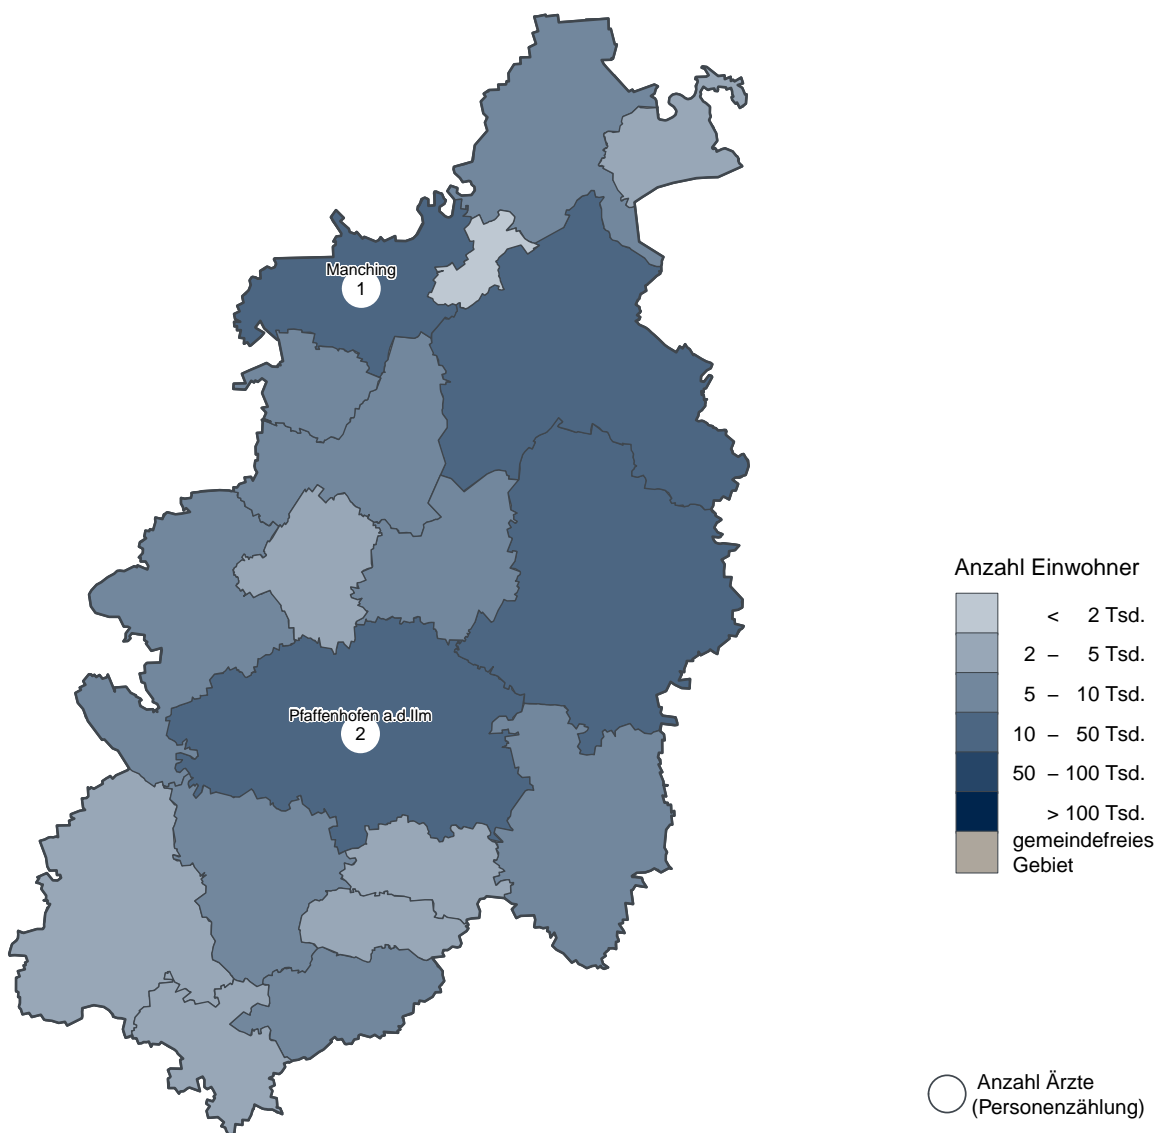 Manching
1
Pfaffenhofen a.d.Ilm
2
Anzahl Einwohner
< 2 Tsd.
2 – 5 Tsd.
5 – 10 Tsd.
10 – 50 Tsd.
50 – 100 Tsd.
> 100 Tsd.
gemeindefreies
Gebiet
Anzahl Ärzte
(Personenzählung)